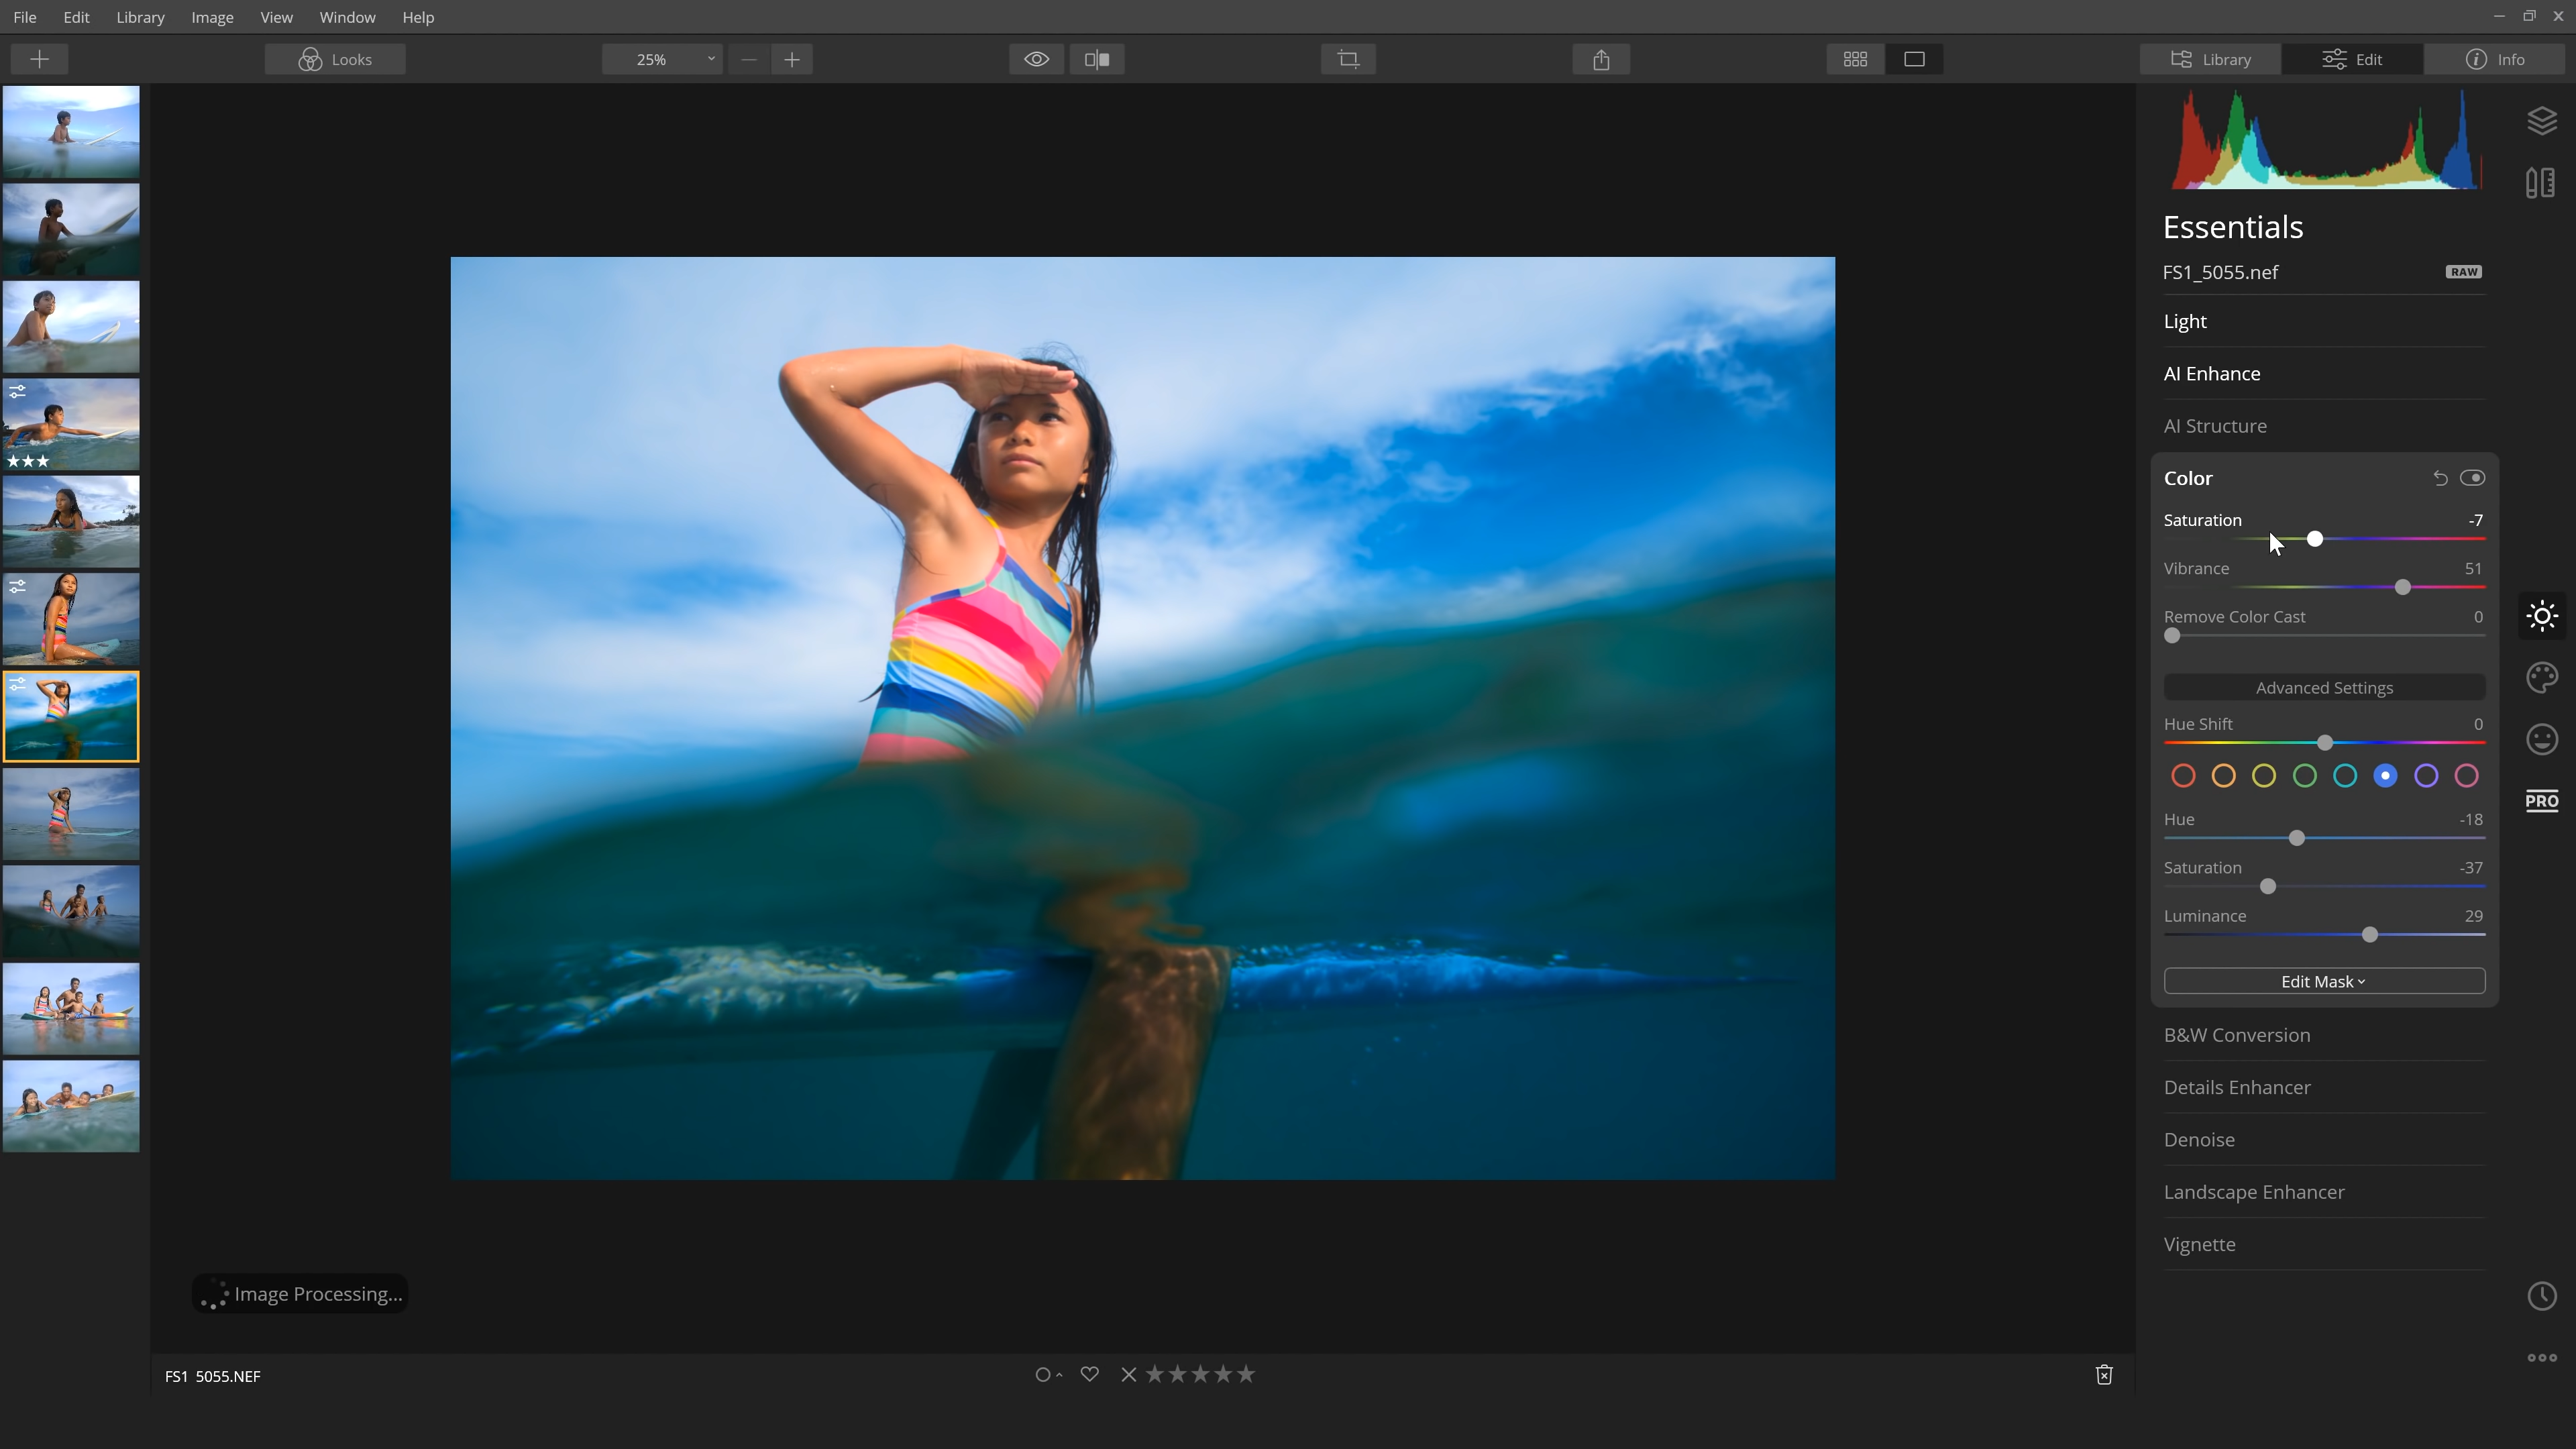 File Edit Library Image View Window Help
Looks 25% Library Edit Info
Essentials
FS1_5055.nef RAW
Light
AI Enhance
AI Structure
Color
Saturation -7
Vibrance 51
Remove Color Cast 0
Advanced Settings
Hue Shift 0
Hue -18
PRO
Saturation -37
Luminance 29
Edit Mask
B&W Conversion
Details Enhancer
Denoise
Landscape Enhancer
Vignette
Image Processing...
FS1 5055.NEF